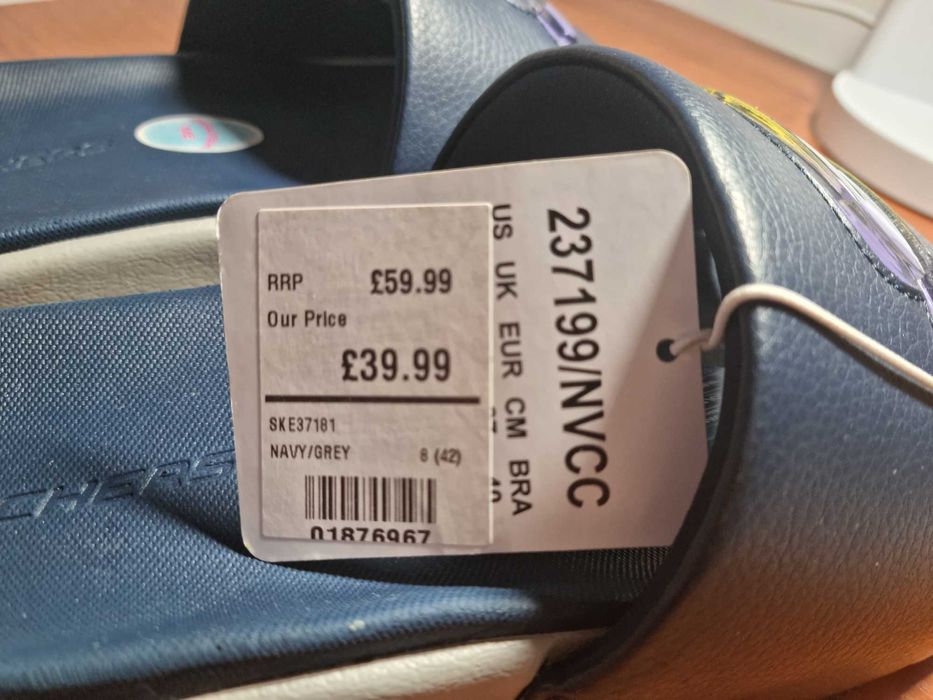 RRP £59.99
Our Price
£39.99
SKE37181
NAVY/GREY 8 (42)
01876967
237199/NVCC
US UK EUR CM BRA